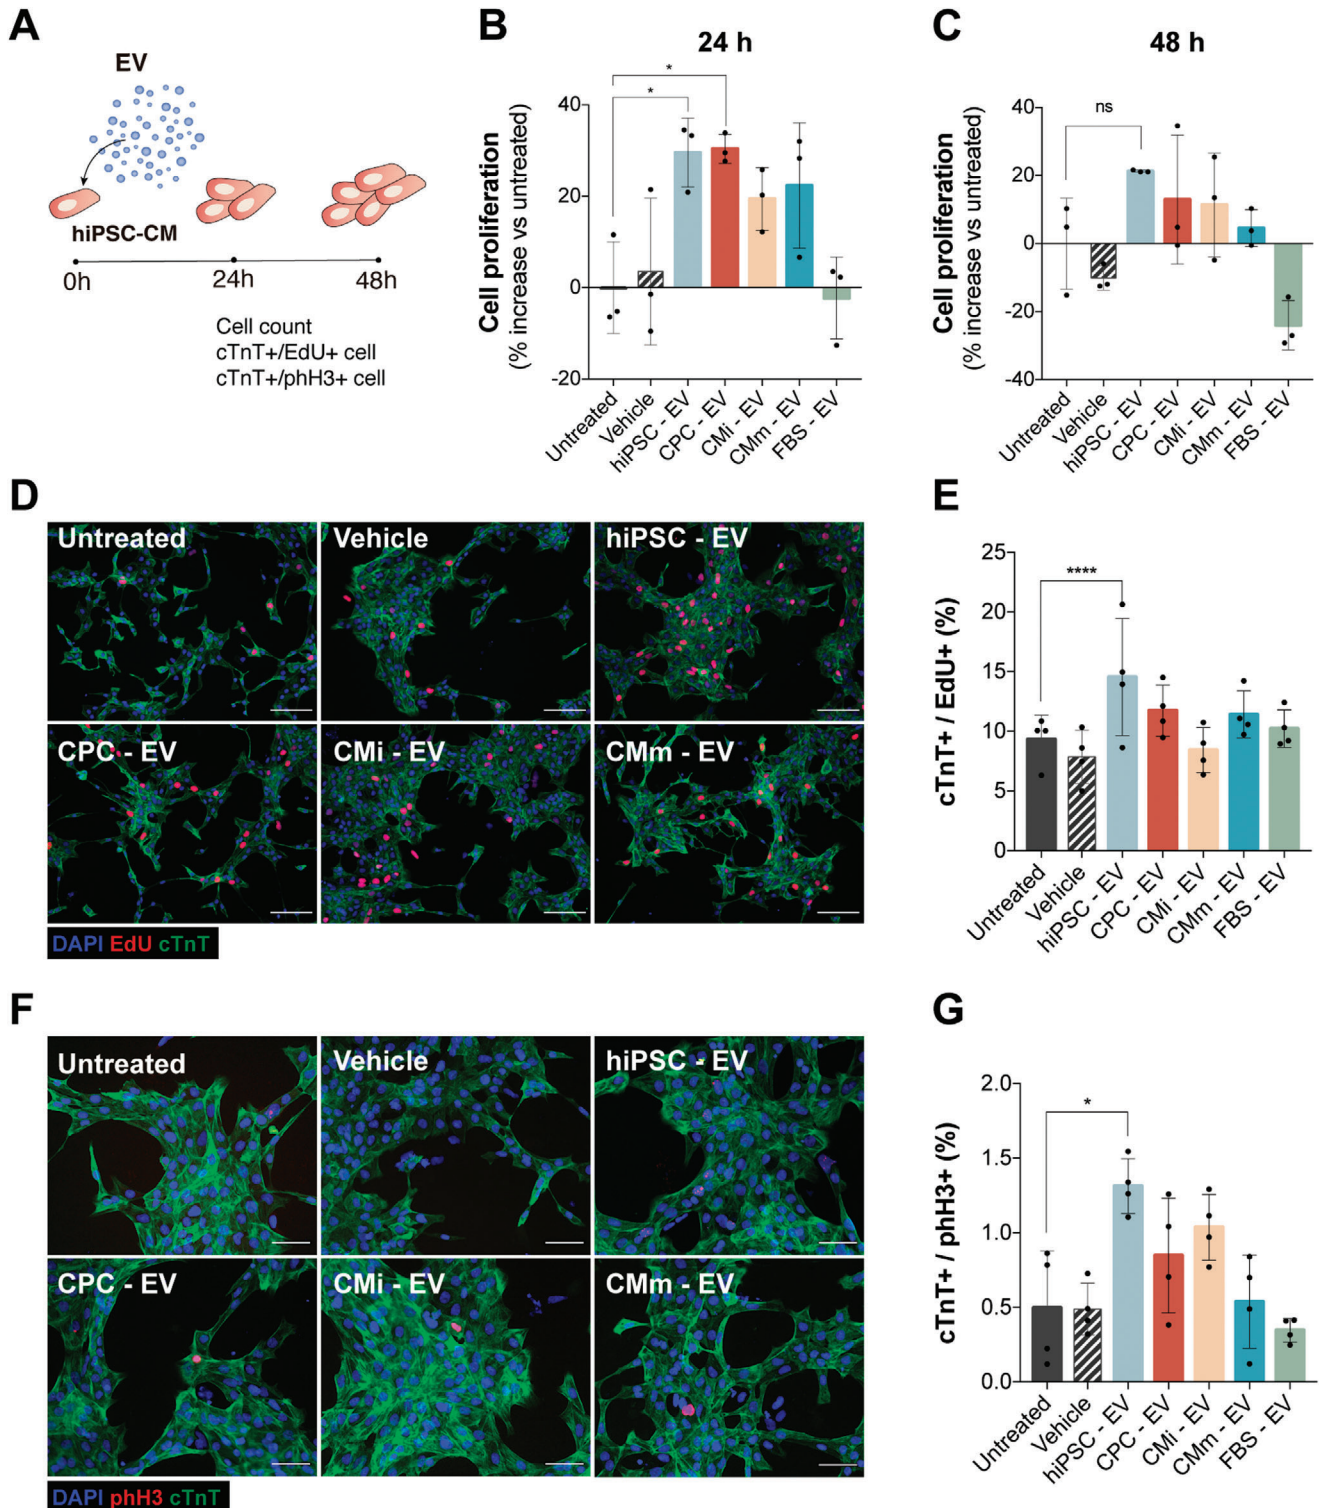 A
EV
hiPSC-CM
0h
24h
48h
Cell count
cTnT+/EdU+ cell
cTnT+/phH3+ cell
B
24 h
Cell proliferation
(% increase vs untreated)
40
20
0
-20
*
*
Untreated
Vehicle
hiPSC - EV
CPC - EV
CMi - EV
CMm - EV
FBS - EV
C
48 h
Cell proliferation
(% increase vs untreated)
40
20
0
-20
-40
ns
Untreated
Vehicle
hiPSC - EV
CPC - EV
CMi - EV
CMm - EV
FBS - EV
D
Untreated
Vehicle
hiPSC - EV
CPC - EV
CMi - EV
CMm - EV
DAPI EdU cTnT
E
cTnT+ / EdU+ (%)
25
20
15
10
5
0
****
Untreated
Vehicle
hiPSC - EV
CPC - EV
CMi - EV
CMm - EV
FBS - EV
F
Untreated
Vehicle
hiPSC - EV
CPC - EV
CMi - EV
CMm - EV
DAPI phH3 cTnT
G
cTnT+ / phH3+ (%)
2.0
1.5
1.0
0.5
0.0
*
Untreated
Vehicle
hiPSC - EV
CPC - EV
CMi - EV
CMm - EV
FBS - EV